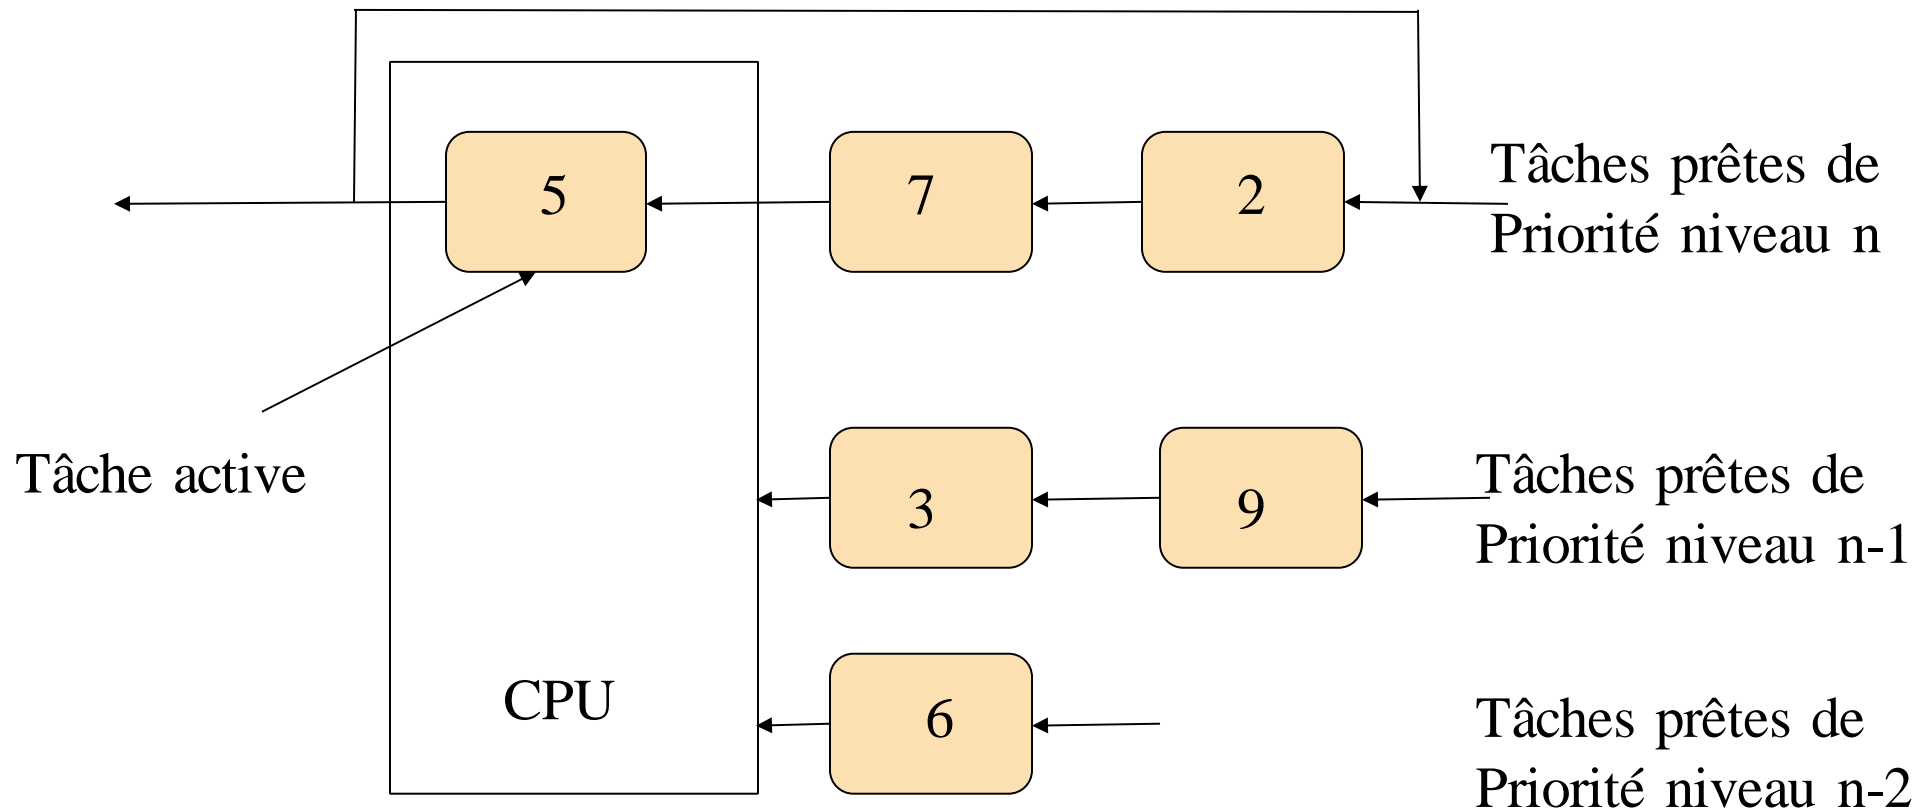 5
7
2
Tâches prêtes de
Priorité niveau n
Tâche active
3
9
Tâches prêtes de
Priorité niveau n-1
CPU
6
Tâches prêtes de
Priorité niveau n-2